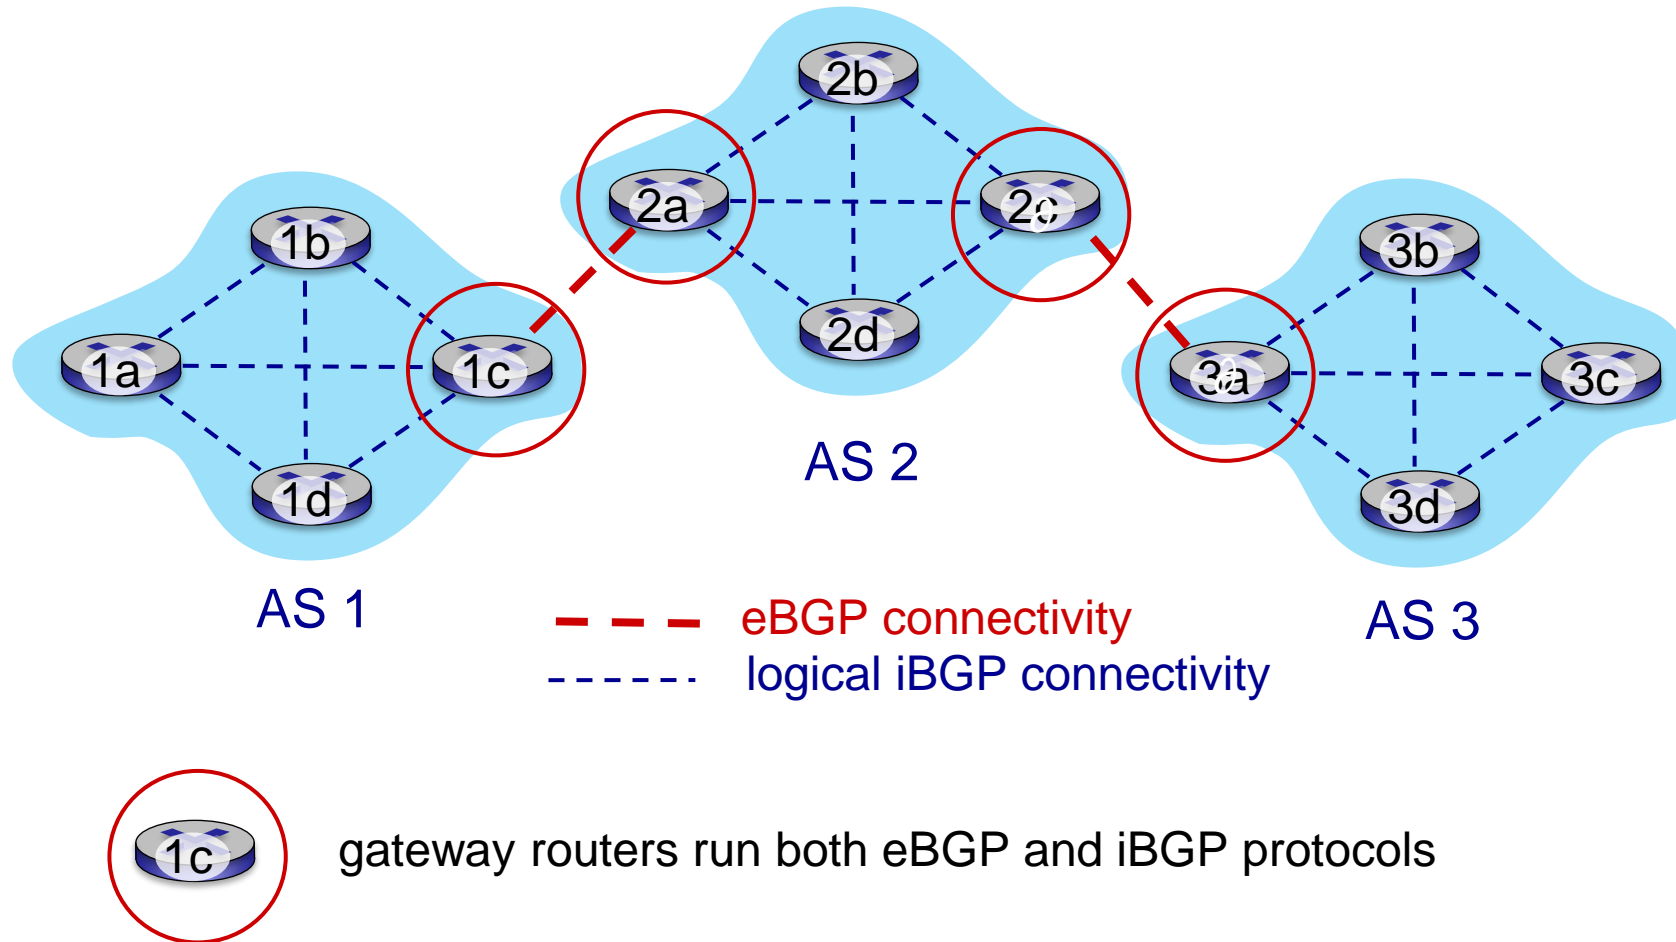 2b
2a
2c
1b
3b
2d
1a
1c
3a
3c
AS 2
1d
3d
AS 1
eBGP connectivity
AS 3
logical iBGP connectivity
1c
gateway routers run both eBGP and iBGP protocols